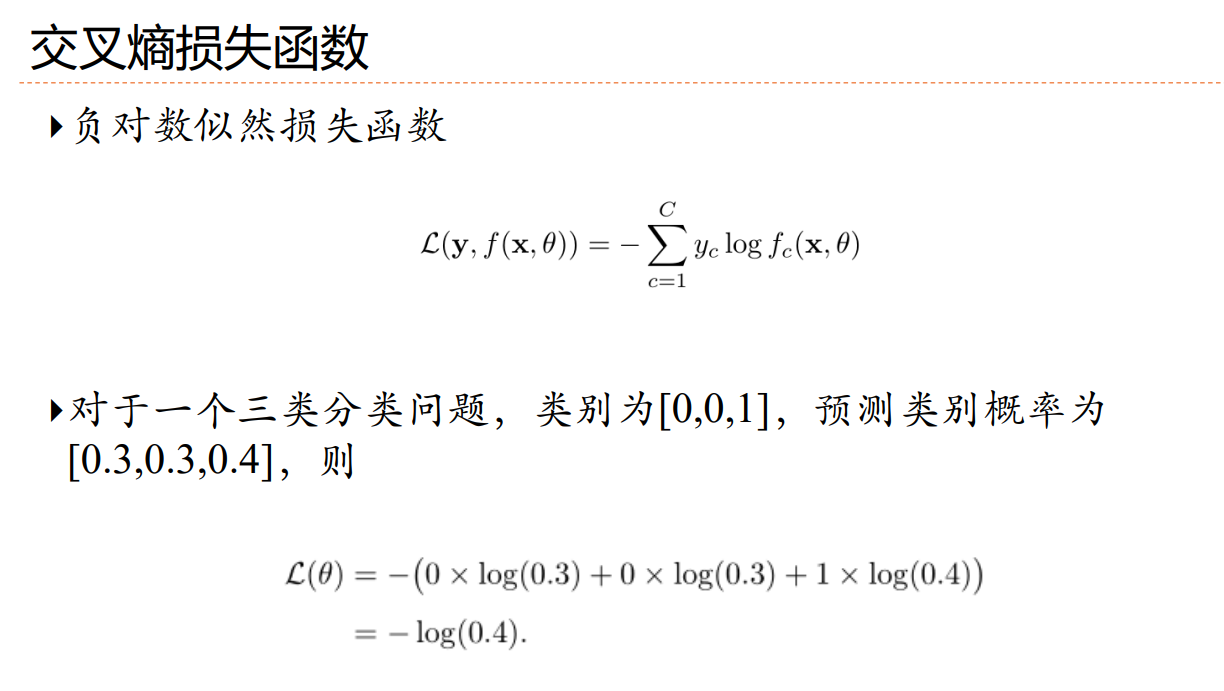 交叉熵损失函数
▶负对数似然损失函数
$\mathcal{L}(\mathbf{y}, f(\mathbf{x}, \theta)) = -\sum_{c=1}^{C} y_c \log f_c(\mathbf{x}, \theta)$
▶对于一个三类分类问题，类别为[0,0,1]，预测类别概率为
[0.3,0.3,0.4]，则
$\mathcal{L}(\theta) = -\big(0 \times \log(0.3) + 0 \times \log(0.3) + 1 \times \log(0.4)\big)$
$= -\log(0.4).$